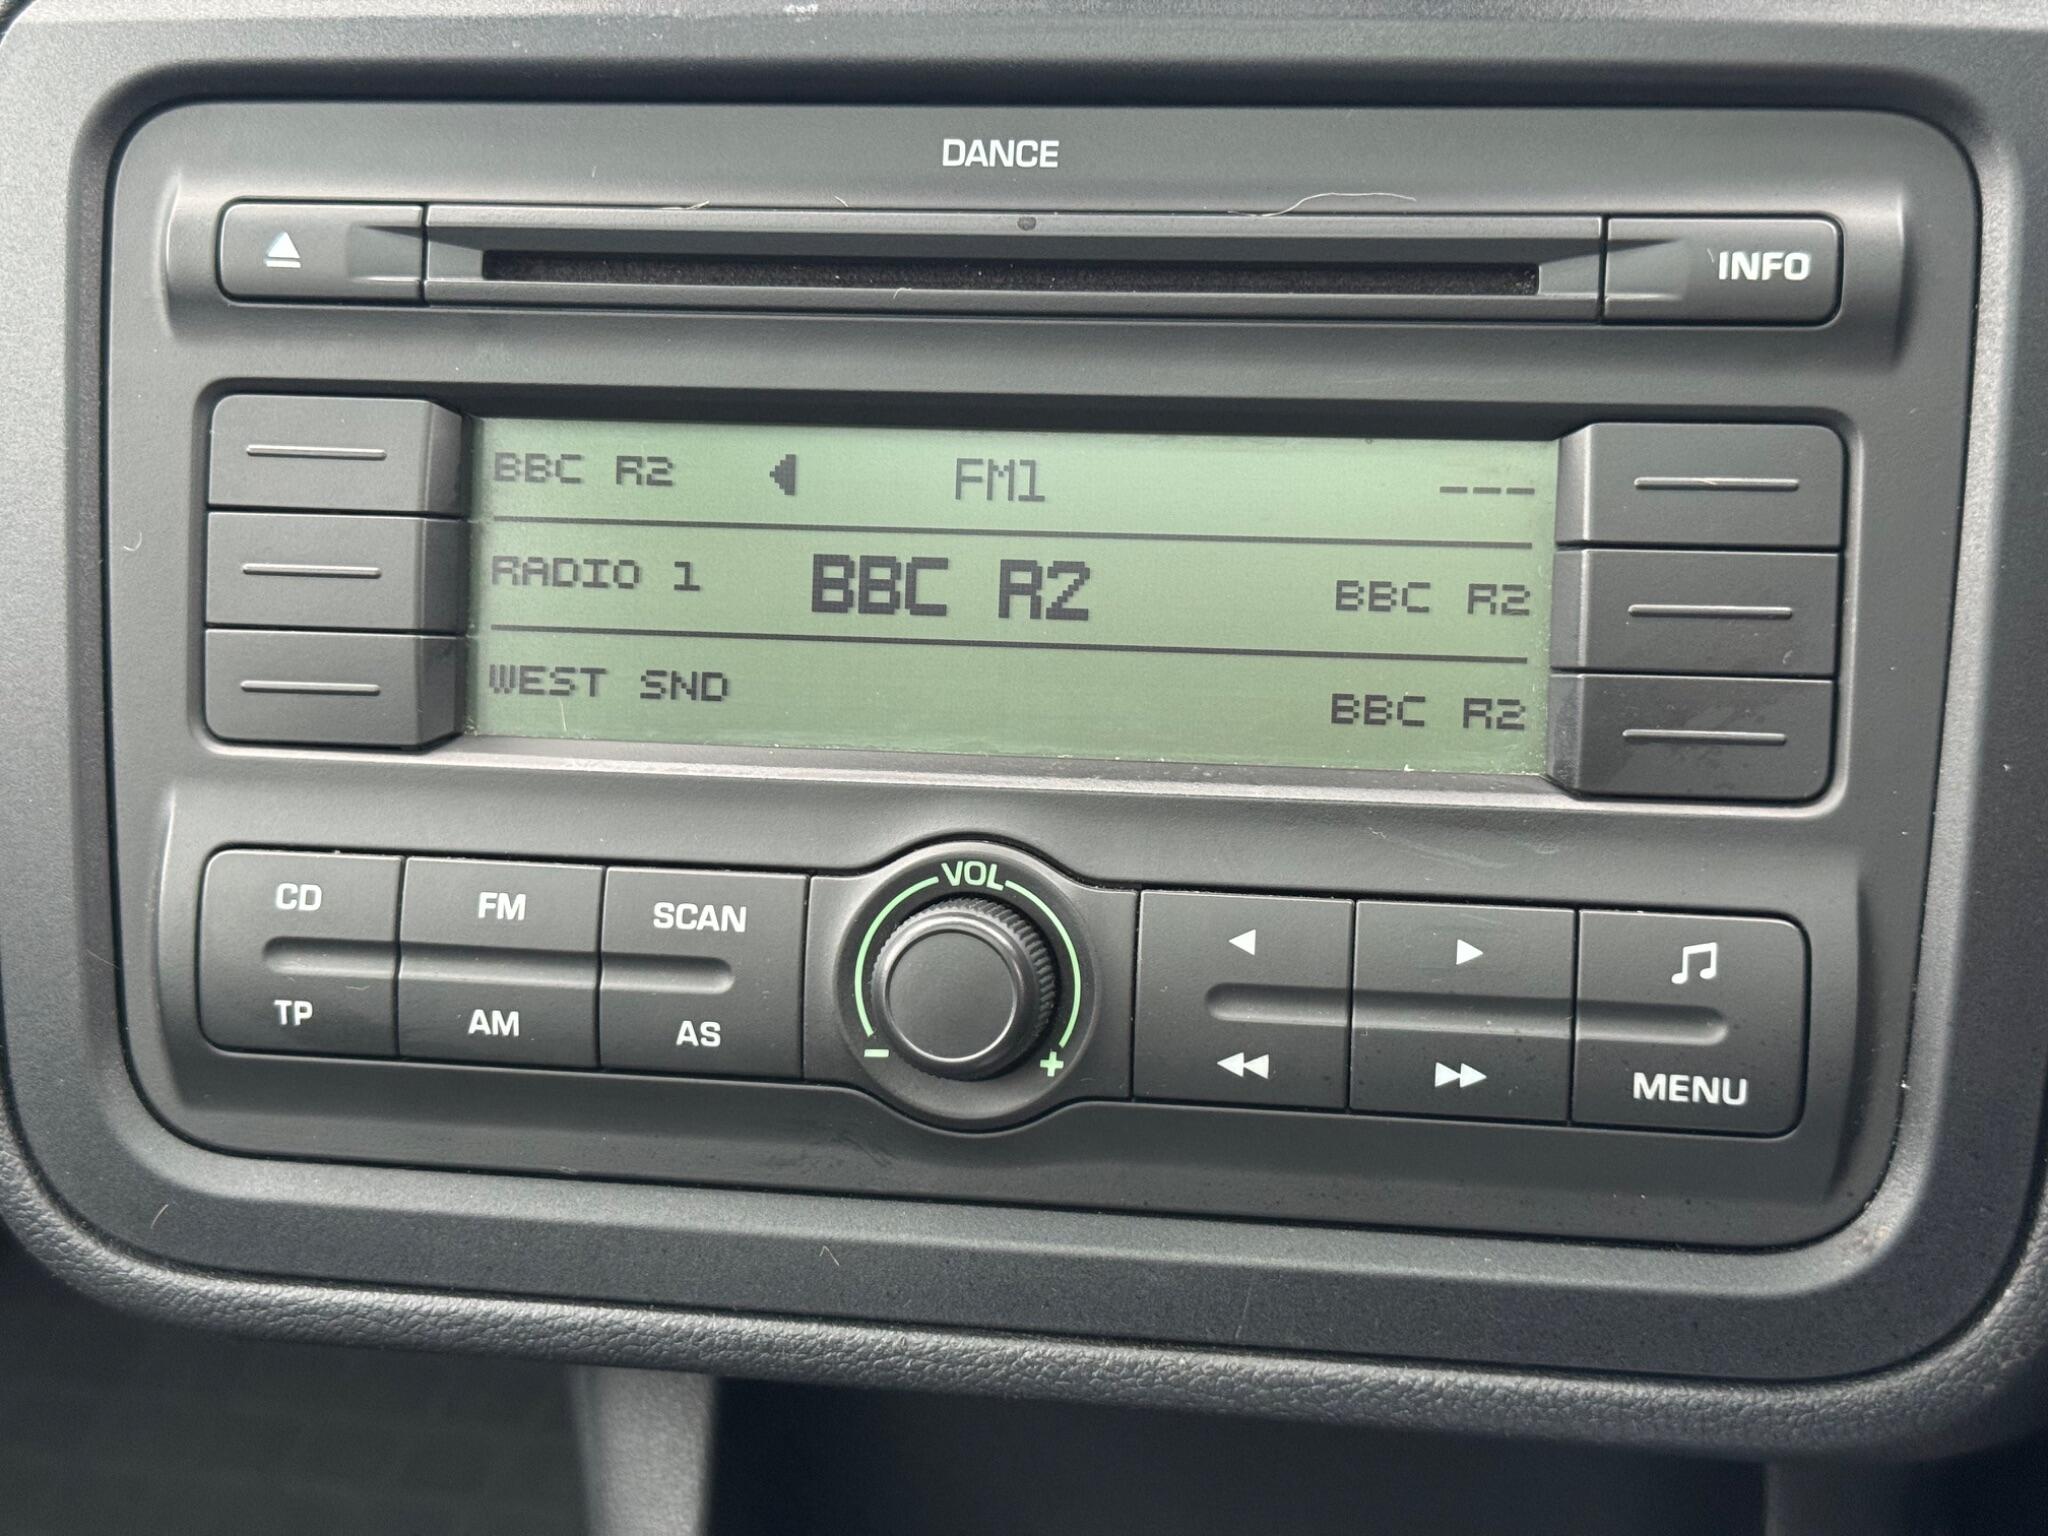 DANCE
INFO
BBC R2 FM1 ---
RADIO 1 BBC R2 BBC R2
WEST SND BBC R2
VOL
CD FM SCAN
TP AM AS
- +
MENU